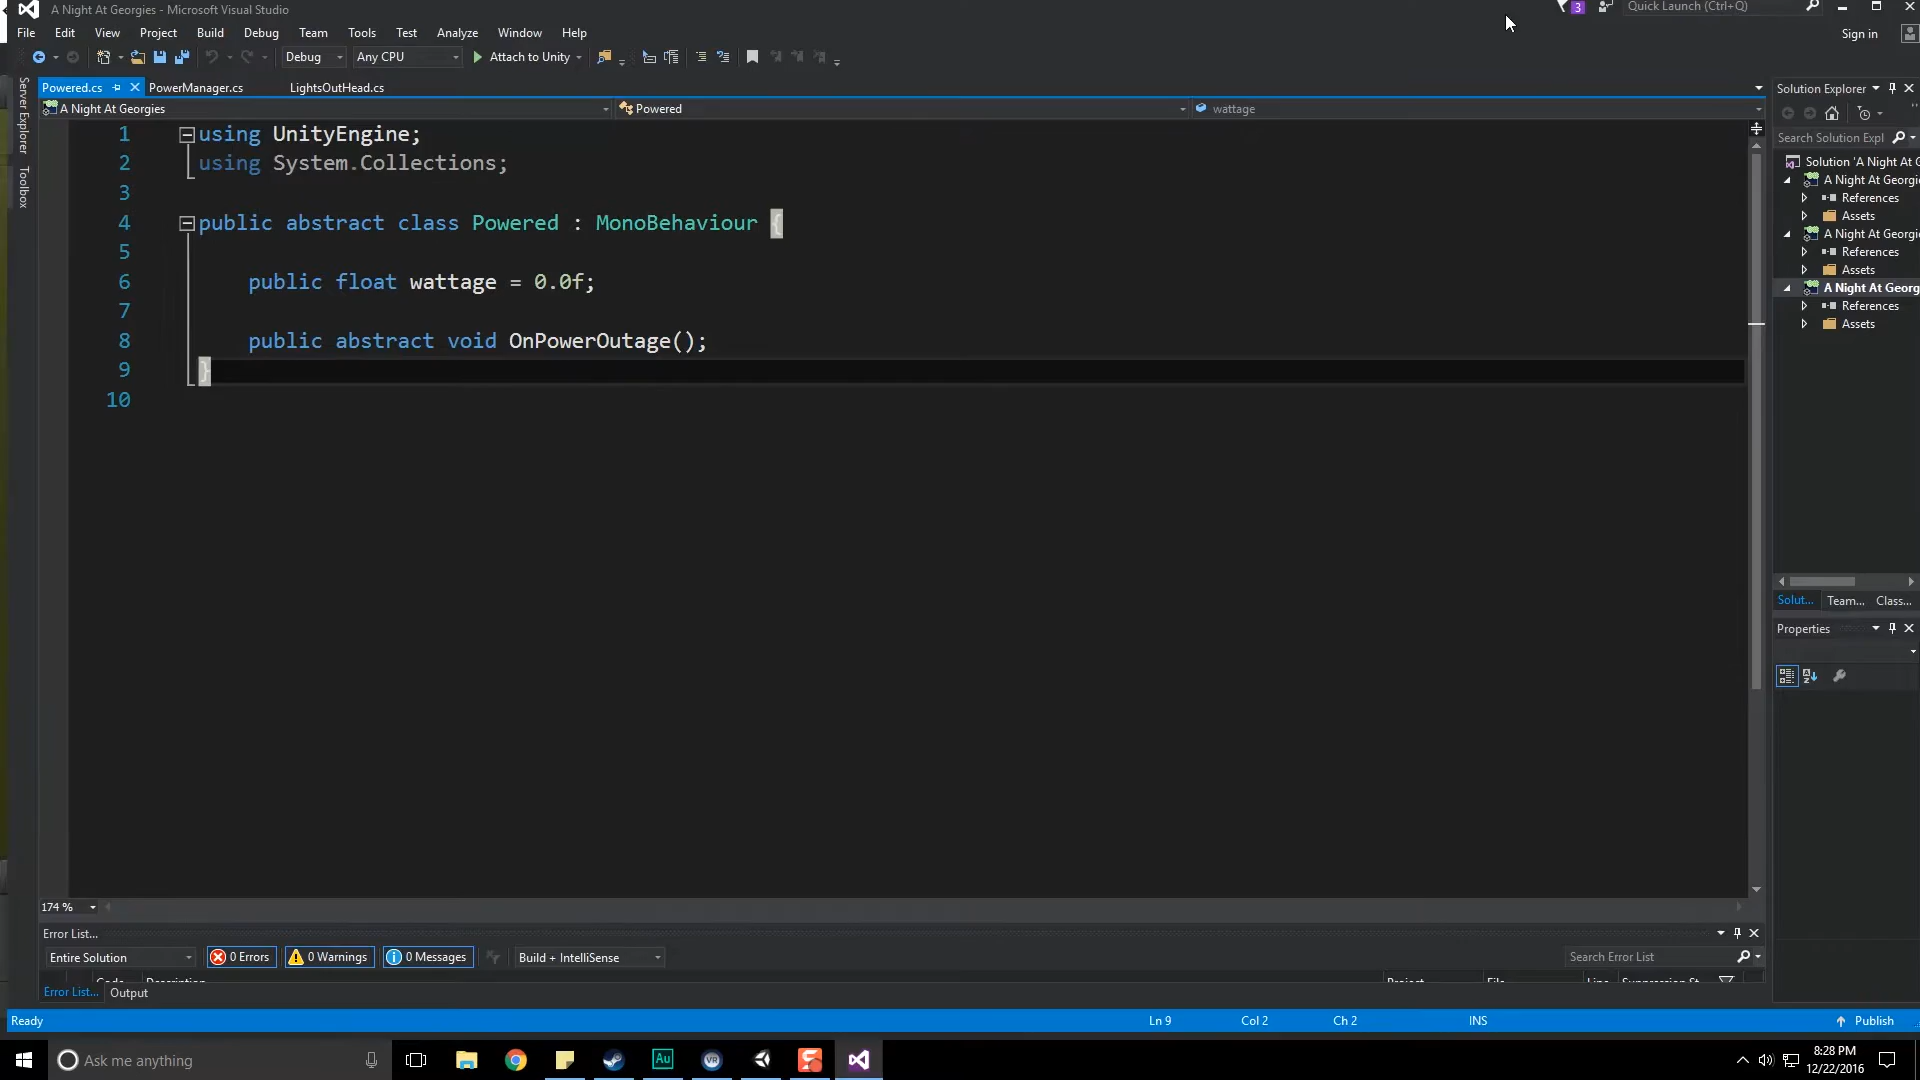 A Night At Georgies - Microsoft Visual Studio
3
Quick Launch (Ctrl+Q)
File Edit View Project Build Debug Team Tools Test Analyze Window Help
Sign in
Debug Any CPU Attach to Unity
Server Explorer
Toolbox
Powered.cs PowerManager.cs LightsOutHead.cs
A Night At Georgies Powered wattage
1 using UnityEngine;
2 using System.Collections;
3
4 public abstract class Powered : MonoBehaviour {
5
6 public float wattage = 0.0f;
7
8 public abstract void OnPowerOutage();
9 }
10
Solution Explorer
Search Solution Expl
Solution 'A Night At G
A Night At Georgi
References
Assets
A Night At Georgi
References
Assets
A Night At Georg
References
Assets
Solut... Team... Class...
Properties
174 %
Error List...
Entire Solution 0 Errors 0 Warnings 0 Messages Build + IntelliSense Search Error List
Code Description Project File Line Suppression St
Error List... Output
Ready Ln 9 Col 2 Ch 2 INS Publish
Ask me anything
Au
VR
8:28 PM
12/22/2016